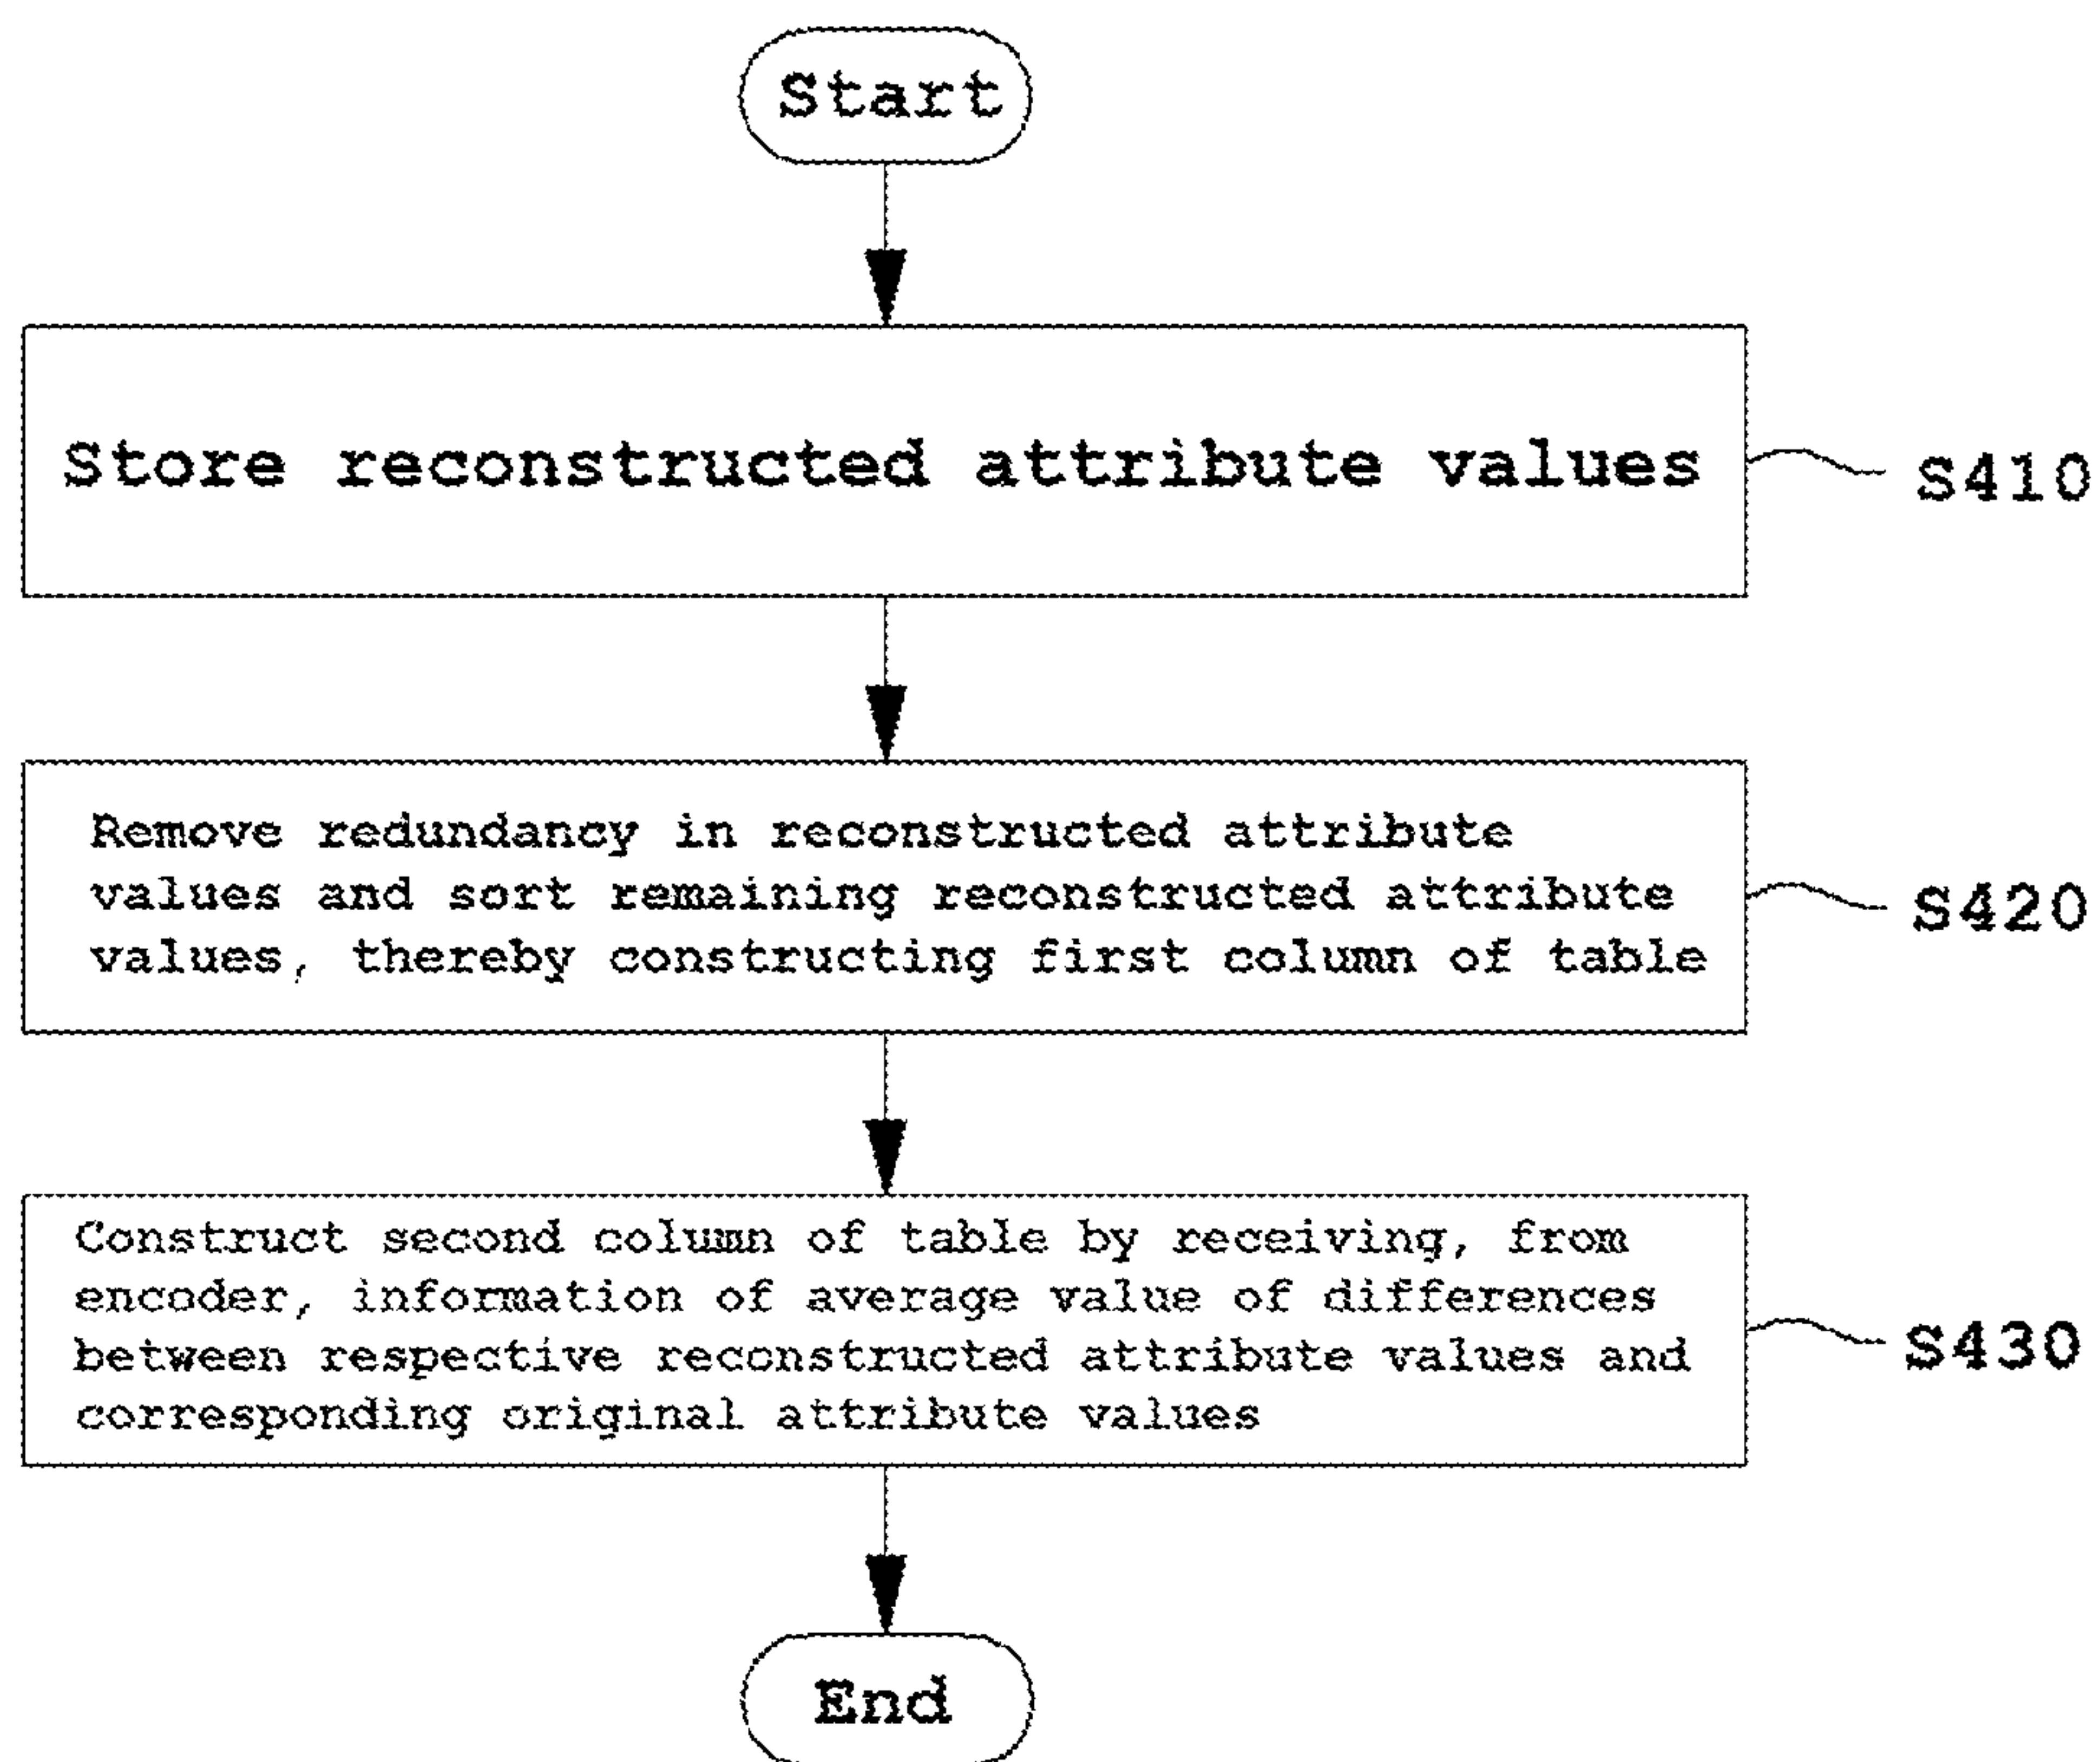 Start
Store reconstructed attribute values
S410
Remove redundancy in reconstructed attribute
values and sort remaining reconstructed attribute
values, thereby constructing first column of table
S420
Construct second column of table by receiving, from
encoder, information of average value of differences
between respective reconstructed attribute values and
corresponding original attribute values
S430
End